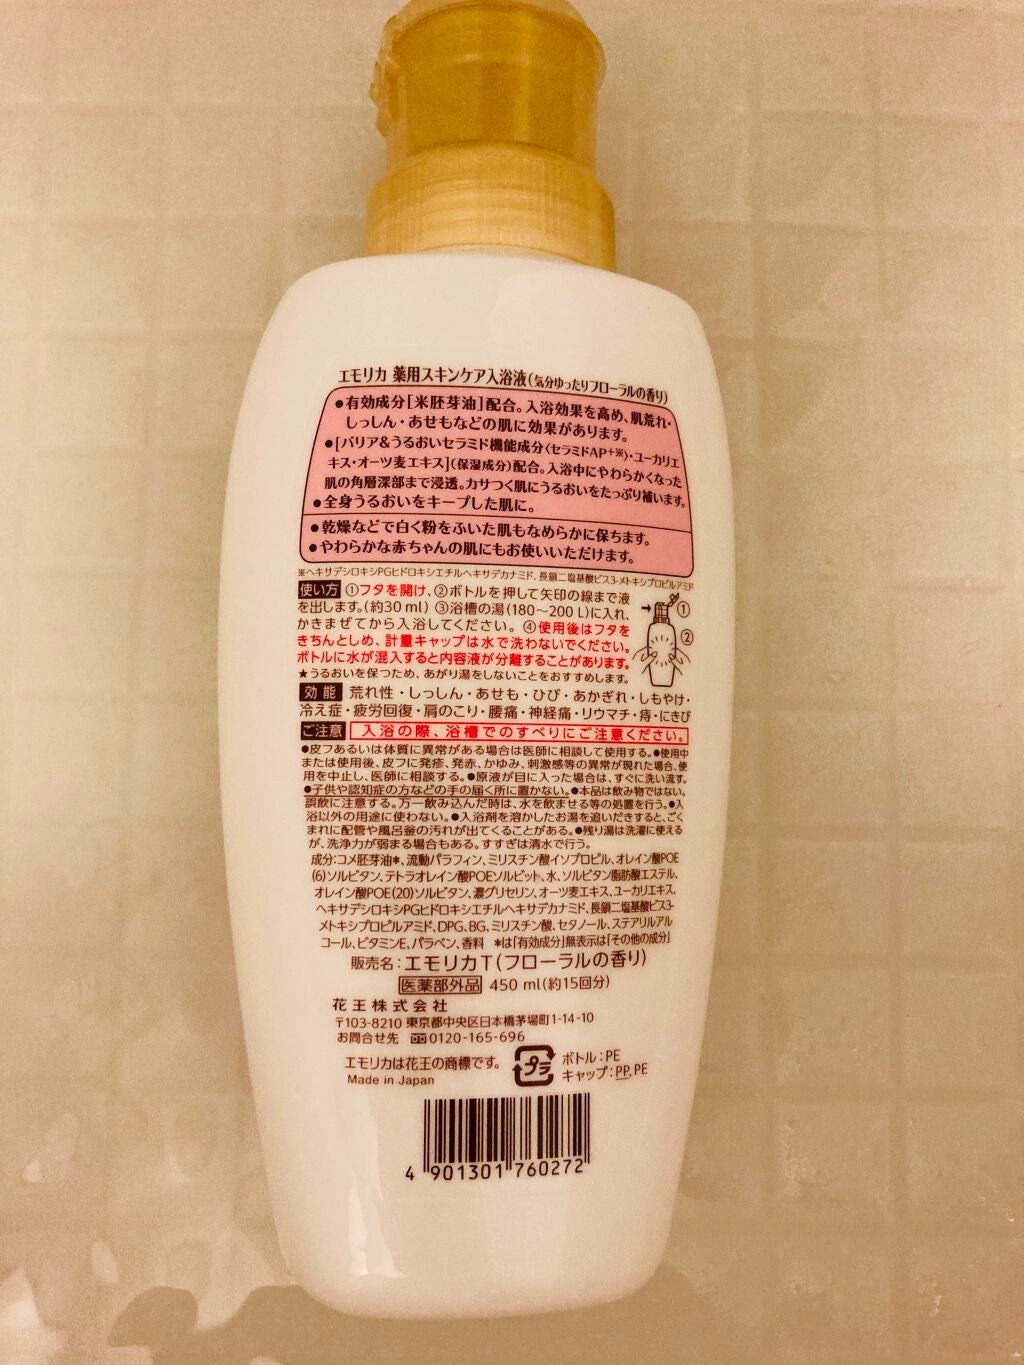 エモリカ 薬用スキンケア入浴液(気分ゆったりフローラルの香り)
●有効成分[米胚芽油]配合。入浴効果を高め、肌荒れ・
しっしん・あせもなどの肌に効果があります。
●[バリア&うるおいセラミド機能成分(セラミドAP+※)・ユーカリエ
キス・オーツ麦エキス](保湿成分)配合。入浴中にやわらかくなった
肌の角層深部まで浸透。カサつく肌にうるおいをたっぷり補います。
●全身うるおいをキープした肌に。
●乾燥などで白く粉をふいた肌もなめらかに保ちます。
●やわらかな赤ちゃんの肌にもお使いいただけます。
※ヘキサデシロキシPGヒドロキシエチルヘキサデカナミド、長鎖二塩基酸ビス3-メトキシプロピルアミド
使い方 ①フタを開け、②ボトルを押して矢印の線まで液
を出します。(約30ml) ③浴槽の湯(180〜200L)に入れ、
かきまぜてから入浴してください。 ④使用後はフタを
きちんとしめ、計量キャップは水で洗わないでください。
ボトルに水が混入すると内容液が分離することがあります。
★うるおいを保つため、あがり湯をしないことをおすすめします。
① ②
効能 荒れ性・しっしん・あせも・ひび・あかぎれ・しもやけ・
冷え症・疲労回復・肩のこり・腰痛・神経痛・リウマチ・痔・にきび
ご注意 入浴の際、浴槽でのすべりにご注意ください。
●皮フあるいは体質に異常がある場合は医師に相談して使用する。●使用中
または使用後、皮フに発疹、発赤、かゆみ、刺激感等の異常が現れた場合、使
用を中止し、医師に相談する。●原液が目に入った場合は、すぐに洗い流す。
●子供や認知症の方などの手の届く所に置かない。●本品は飲み物ではない。
誤飲に注意する。万一飲み込んだ時は、水を飲ませる等の処置を行う。●入
浴以外の用途に使わない。●入浴剤を溶かしたお湯を追いだきすると、ごく
まれに配管や風呂釜の汚れが出てくることがある。●残り湯は洗濯に使える
が、洗浄力が弱まる場合もある。すすぎは清水で行う。
成分:コメ胚芽油*、流動パラフィン、ミリスチン酸イソプロピル、オレイン酸POE
(6)ソルビタン、テトラオレイン酸POEソルビット、水、ソルビタン脂肪酸エステル、
オレイン酸POE(20)ソルビタン、濃グリセリン、オーツ麦エキス、ユーカリエキス、
ヘキサデシロキシPGヒドロキシエチルヘキサデカナミド、長鎖二塩基酸ビス3-
メトキシプロピルアミド、DPG、BG、ミリスチン酸、セタノール、ステアリルアル
コール、ビタミンE、パラベン、香料 *は「有効成分」無表示は「その他の成分」
販売名:エモリカT(フローラルの香り)
医薬部外品 450 ml(約15回分)
花王株式会社
〒103-8210 東京都中央区日本橋茅場町1-14-10
お問合せ先 0120-165-696
エモリカは花王の商標です。
Made in Japan
プラ
ボトル:PE
キャップ:PP,PE
4 901301 760272